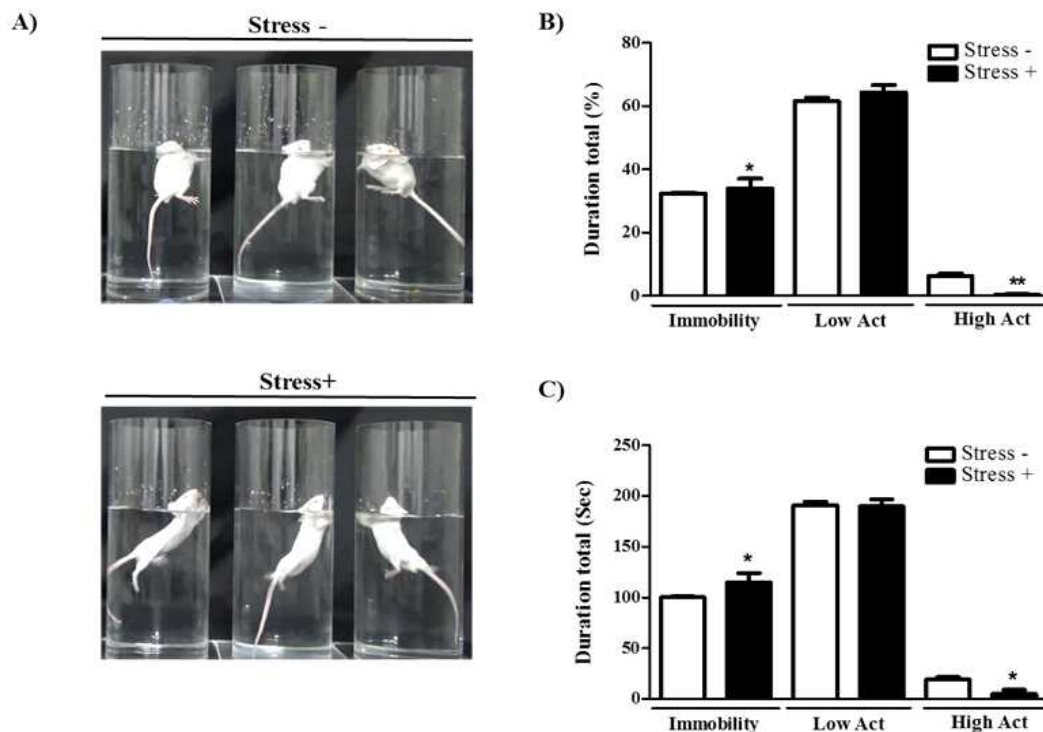 A)
Stress -
Stress+
B)
Duration total (%)
80
60
40
20
0
Stress -
Stress +
*
**
Immobility
Low Act
High Act
C)
Duration total (Sec)
250
200
150
100
50
0
Stress -
Stress +
*
*
Immobility
Low Act
High Act